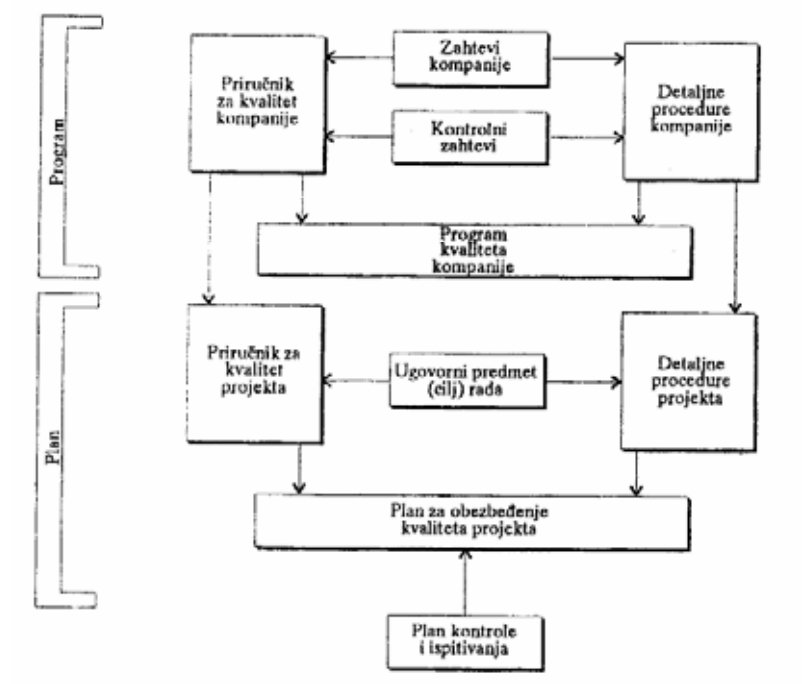 Program
Priručnik
za kvalitet
kompanije
Zahtevi
kompanije
Kontrolni
zahtevi
Detaljne
procedure
kompanije
Program
kvaliteta
kompanije
Plan
Priručnik za
kvalitet
projekta
Ugovorni predmet
(cilj) rada
Detaljne
procedure
projekta
Plan za obezbeđenje
kvaliteta projekta
Plan kontrole
i ispitivanja